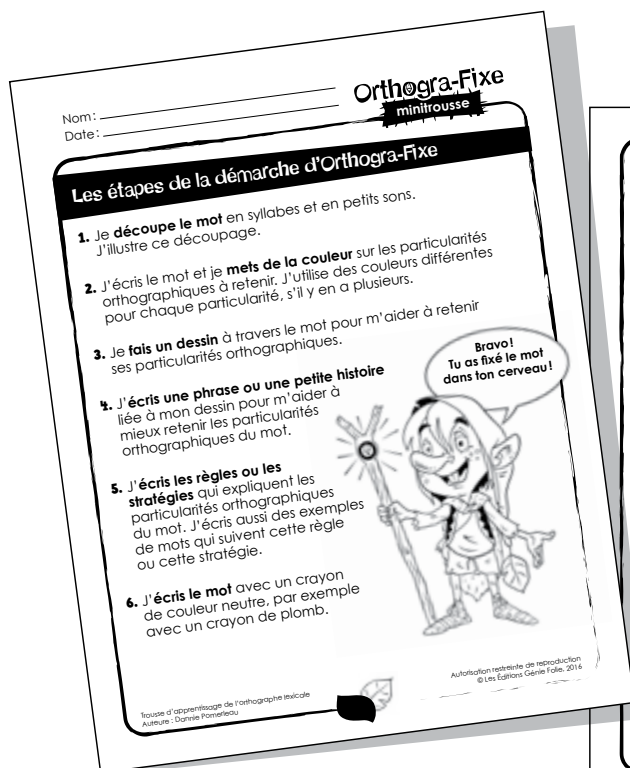 Nom :
Date :
Orthogra-Fixe
minitrousse
Les étapes de la démarche d'Orthogra-Fixe
1. Je découpe le mot en syllabes et en petits sons.
J'illustre ce découpage.
2. J'écris le mot et je mets de la couleur sur les particularités
orthographiques à retenir. J'utilise des couleurs différentes
pour chaque particularité, s'il y en a plusieurs.
3. Je fais un dessin à travers le mot pour m'aider à retenir
ses particularités orthographiques.
4. J'écris une phrase ou une petite histoire
liée à mon dessin pour m'aider à
mieux retenir les particularités
orthographiques du mot.
Bravo!
Tu as fixé le mot
dans ton cerveau!
5. J'écris les règles ou les
stratégies qui expliquent les
particularités orthographiques
du mot. J'écris aussi des exemples
de mots qui suivent cette règle
ou cette stratégie.
6. J'écris le mot avec un crayon
de couleur neutre, par exemple
avec un crayon de plomb.
Trousse d'apprentissage de l'orthographe lexicale
Auteure : Dannie Pomerleau
Autorisation restreinte de reproduction
© Les Éditions Génie Folie, 2016